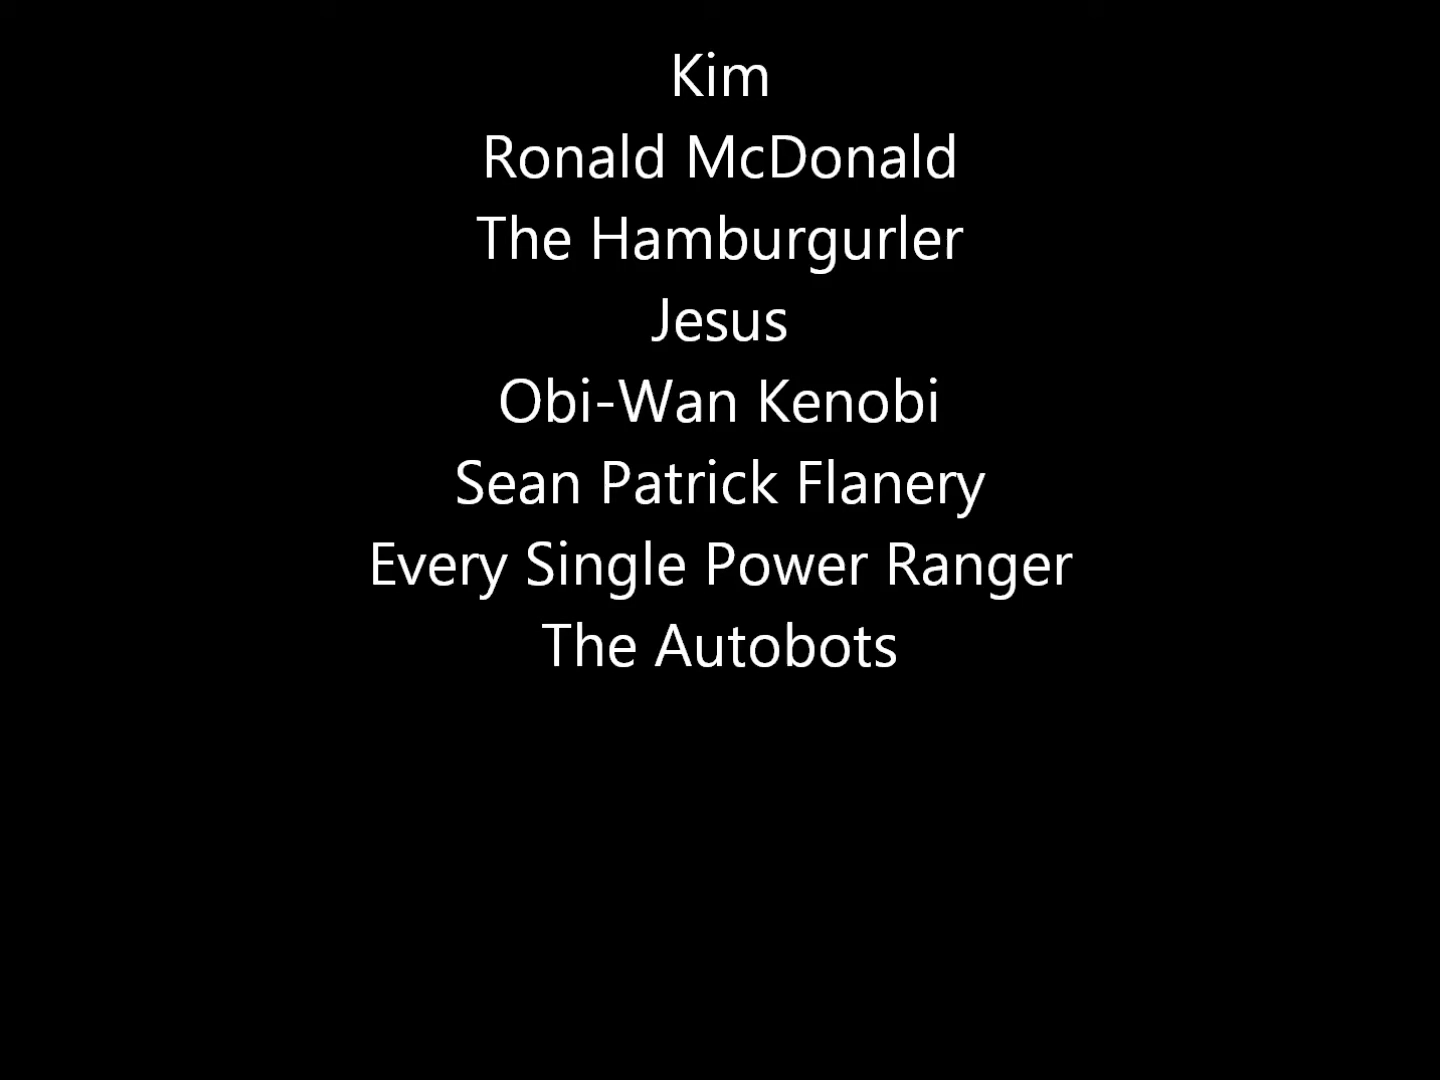 Kim
Ronald McDonald
The Hamburgurler
Jesus
Obi-Wan Kenobi
Sean Patrick Flanery
Every Single Power Ranger
The Autobots